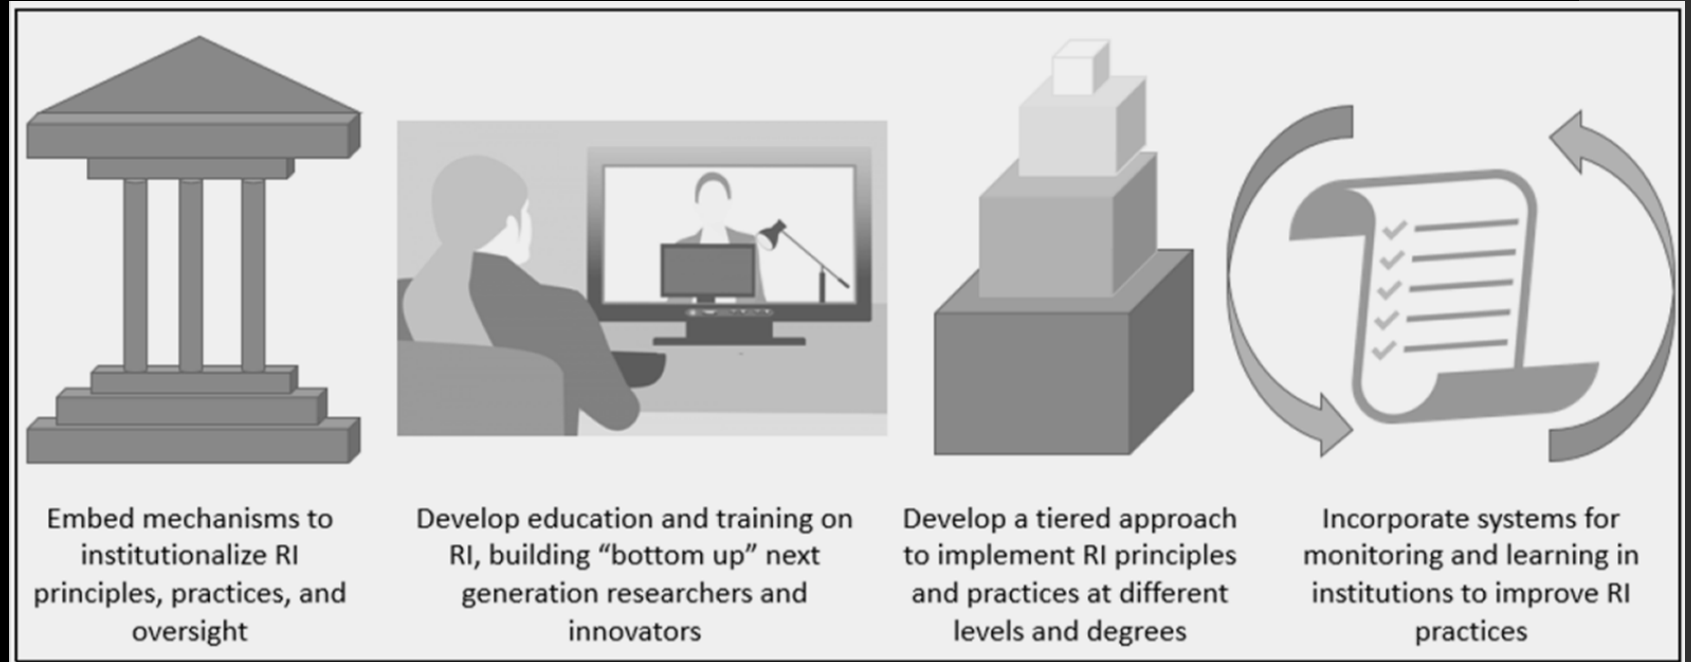 Embed mechanisms to
institutionalize RI
principles, practices, and
oversight
Develop education and training on
RI, building “bottom up” next
generation researchers and
innovators
Develop a tiered approach
to implement RI principles
and practices at different
levels and degrees
Incorporate systems for
monitoring and learning in
institutions to improve RI
practices